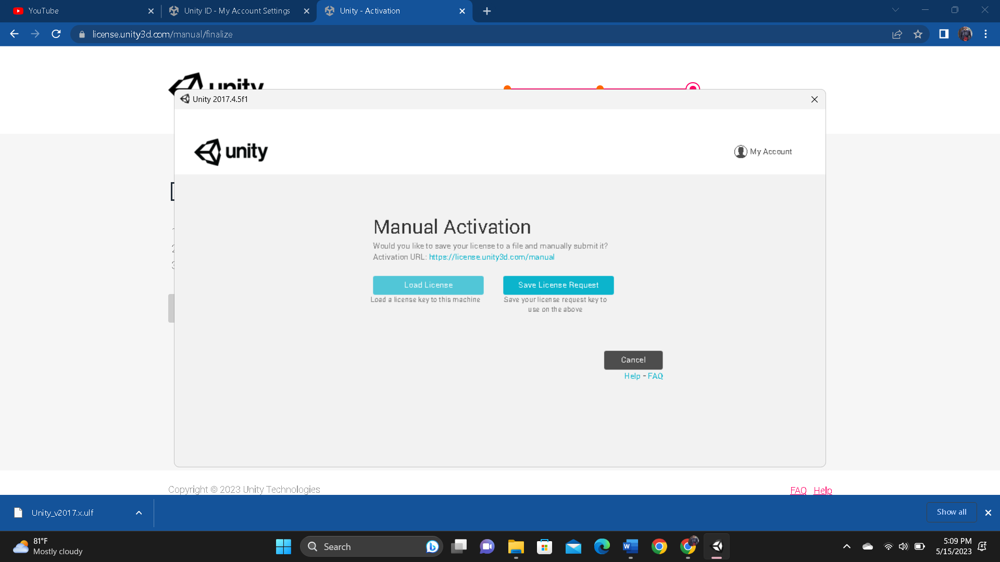 YouTube
Unity ID - My Account Settings
Unity - Activation
license.unity3d.com/manual/finalize
unity
Unity 2017.4.5f1
unity
My Account
Manual Activation
Would you like to save your license to a file and manually submit it?
Activation URL: https://license.unity3d.com/manual
Load License
Save License Request
Load a license key to this machine
Save your license request key to
use on the above
Cancel
Help - FAQ
Copyright © 2023 Unity Technologies
FAQ Help
Unity_v2017.x.ulf
Show all
81°F
Mostly cloudy
Search
5:09 PM
5/15/2023